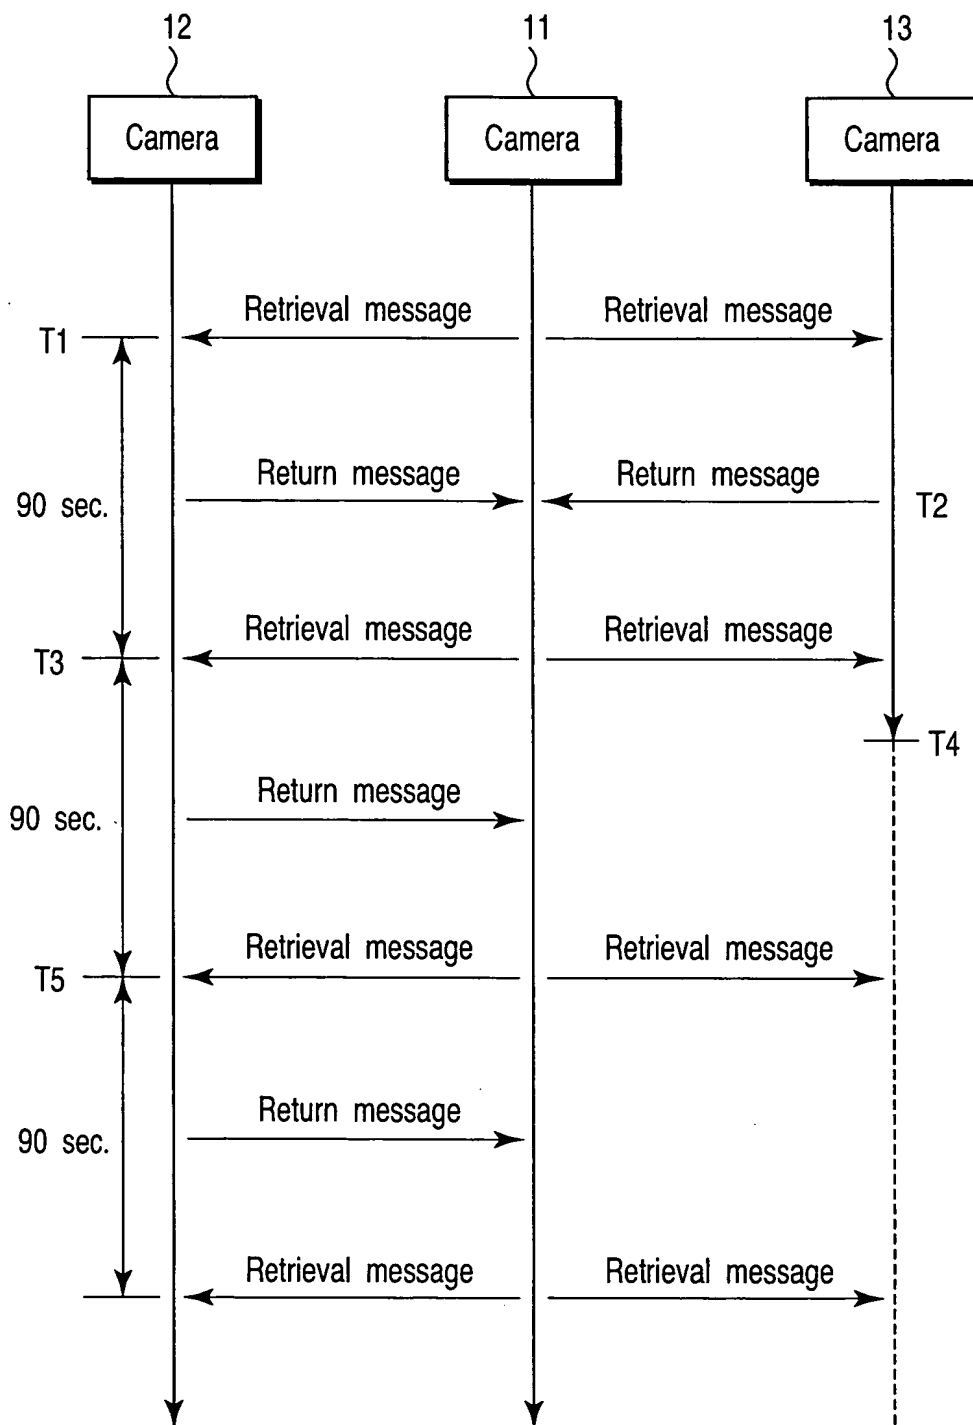 12 11 13
Camera Camera Camera
Retrieval message Retrieval message
T1
Return message Return message
90 sec. T2
Retrieval message Retrieval message
T3
T4
Return message
90 sec.
Retrieval message Retrieval message
T5
Return message
90 sec.
Retrieval message Retrieval message